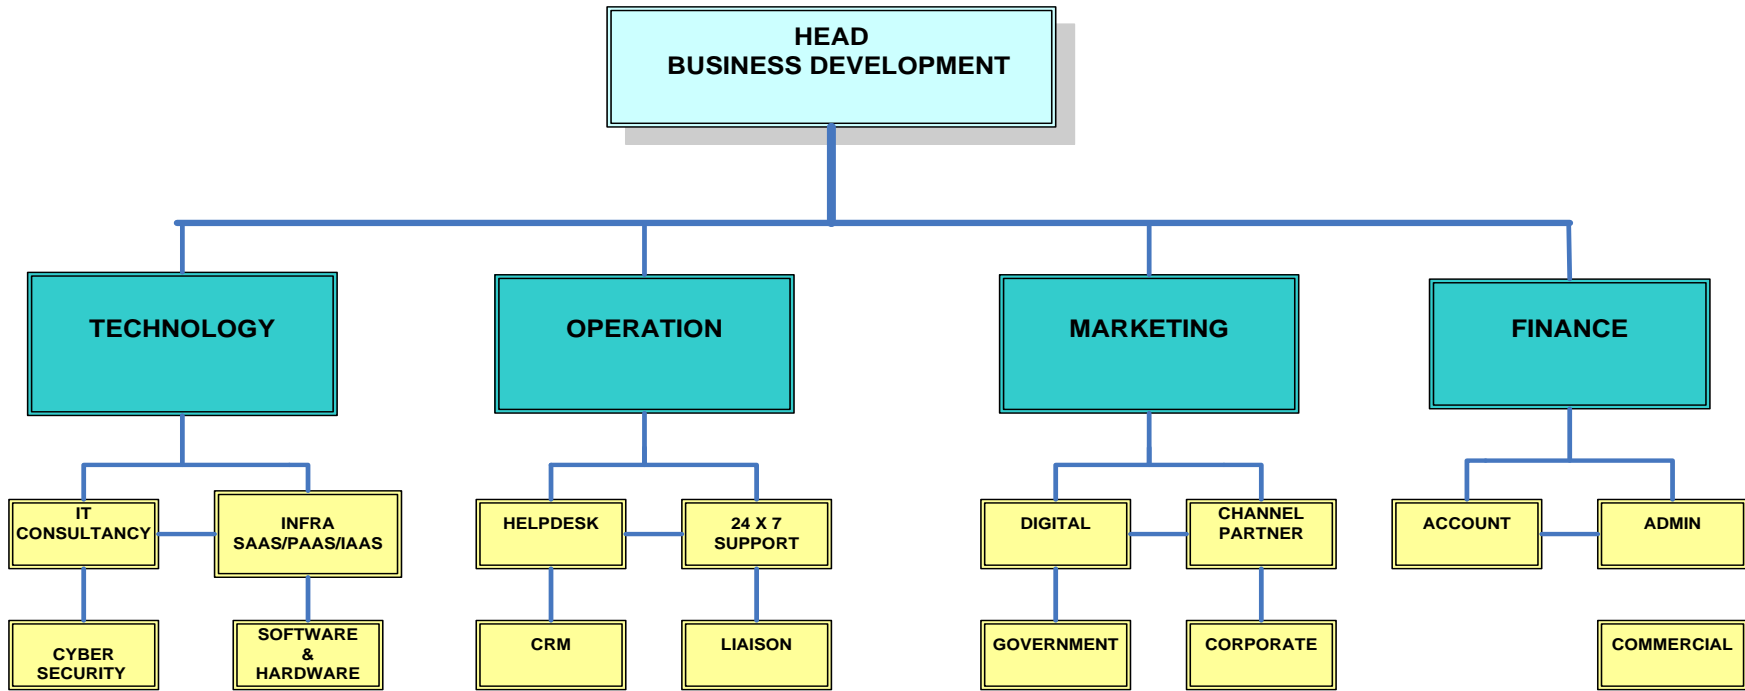 HEAD
BUSINESS DEVELOPMENT
TECHNOLOGY
OPERATION
MARKETING
FINANCE
IT
CONSULTANCY
INFRA
SAAS/PAAS/IAAS
HELPDESK
24 X 7
SUPPORT
DIGITAL
CHANNEL
PARTNER
ACCOUNT
ADMIN
CYBER
SECURITY
SOFTWARE
&
HARDWARE
CRM
LIAISON
GOVERNMENT
CORPORATE
COMMERCIAL